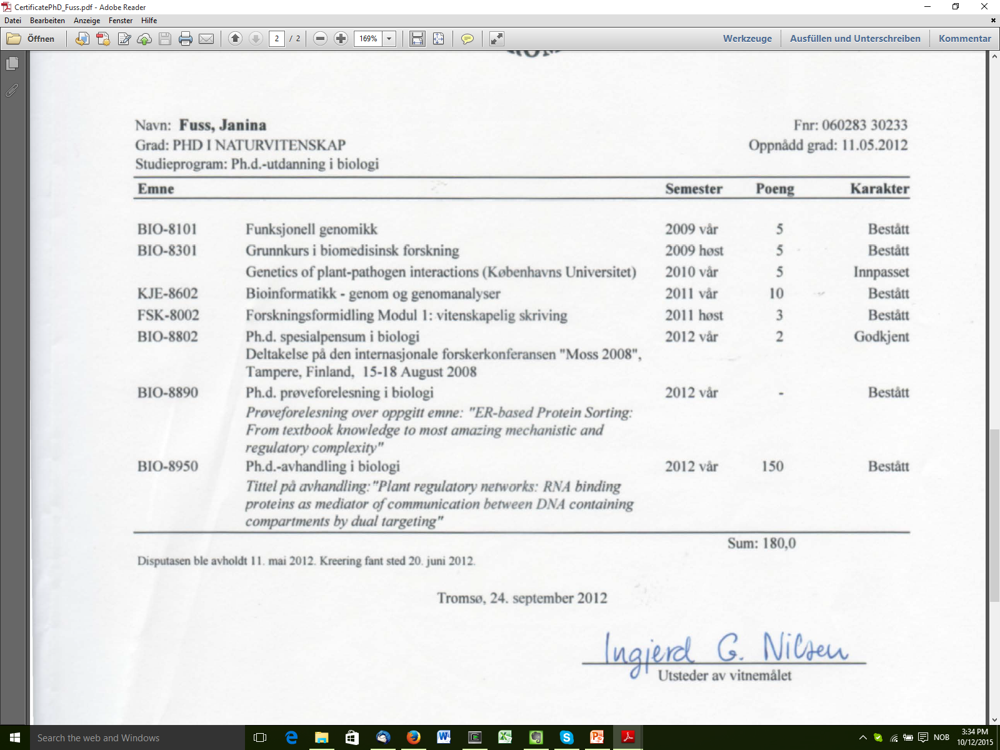 CertificatePhD_Fuss.pdf - Adobe Reader
Datei Bearbeiten Anzeige Fenster Hilfe
Öffnen 2 / 2 169% Werkzeuge Ausfüllen und Unterschreiben Kommentar
Navn: Fuss, Janina Fnr: 060283 30233
Grad: PHD I NATURVITENSKAP Oppnådd grad: 11.05.2012
Studieprogram: Ph.d.-utdanning i biologi
Emne Semester Poeng Karakter
BIO-8101 Funksjonell genomikk 2009 vår 5 Bestått
BIO-8301 Grunnkurs i biomedisinsk forskning 2009 høst 5 Bestått
Genetics of plant-pathogen interactions (Københavns Universitet) 2010 vår 5 Innpasset
KJE-8602 Bioinformatikk - genom og genomanalyser 2011 vår 10 Bestått
FSK-8002 Forskningsformidling Modul 1: vitenskapelig skriving 2011 høst 3 Bestått
BIO-8802 Ph.d. spesialpensum i biologi 2012 vår 2 Godkjent
Deltakelse på den internasjonale forskerkonferansen "Moss 2008",
Tampere, Finland, 15-18 August 2008
BIO-8890 Ph.d. prøveforelesning i biologi 2012 vår - Bestått
Prøveforelesning over oppgitt emne: "ER-based Protein Sorting:
From textbook knowledge to most amazing mechanistic and
regulatory complexity"
BIO-8950 Ph.d.-avhandling i biologi 2012 vår 150 Bestått
Tittel på avhandling: "Plant regulatory networks: RNA binding
proteins as mediator of communication between DNA containing
compartments by dual targeting"
Sum: 180,0
Disputasen ble avholdt 11. mai 2012. Kreering fant sted 20. juni 2012.
Tromsø, 24. september 2012
Ingjerd G. Nilsen
Utsteder av vitnemålet
Search the web and Windows NOB 3:34 PM
10/12/2015